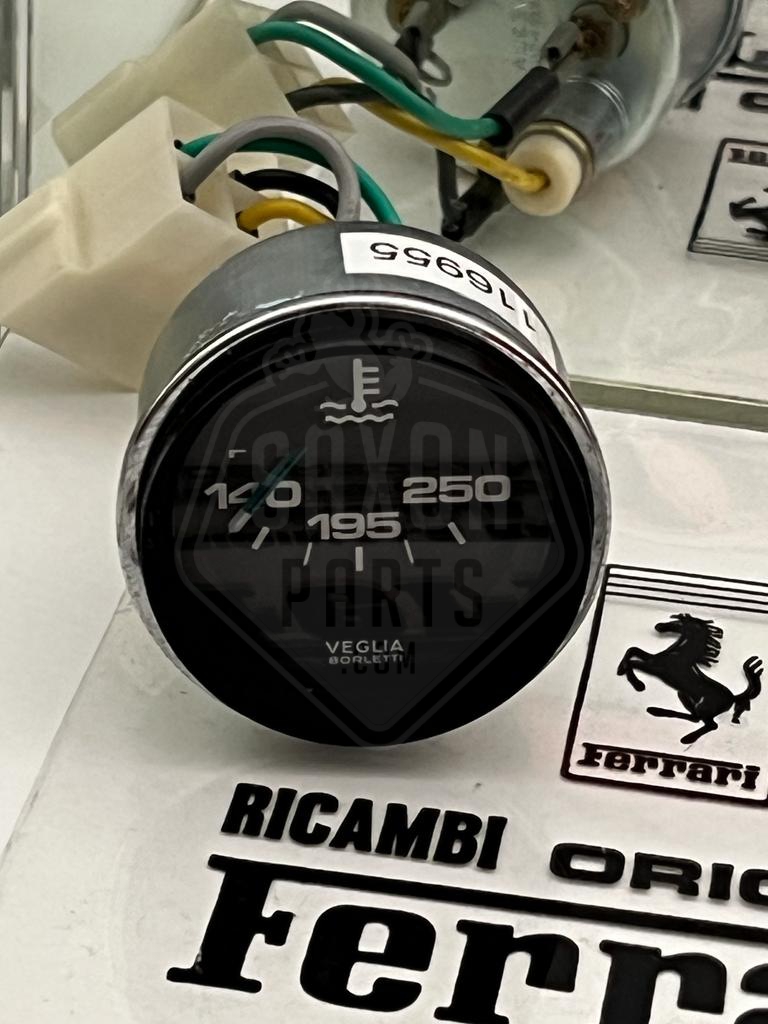 116955
140
195
250
VEGLIA
BORLETTI
SAXON
PARTS
.COM
Ferrari
RICAMBI ORIG
Ferra